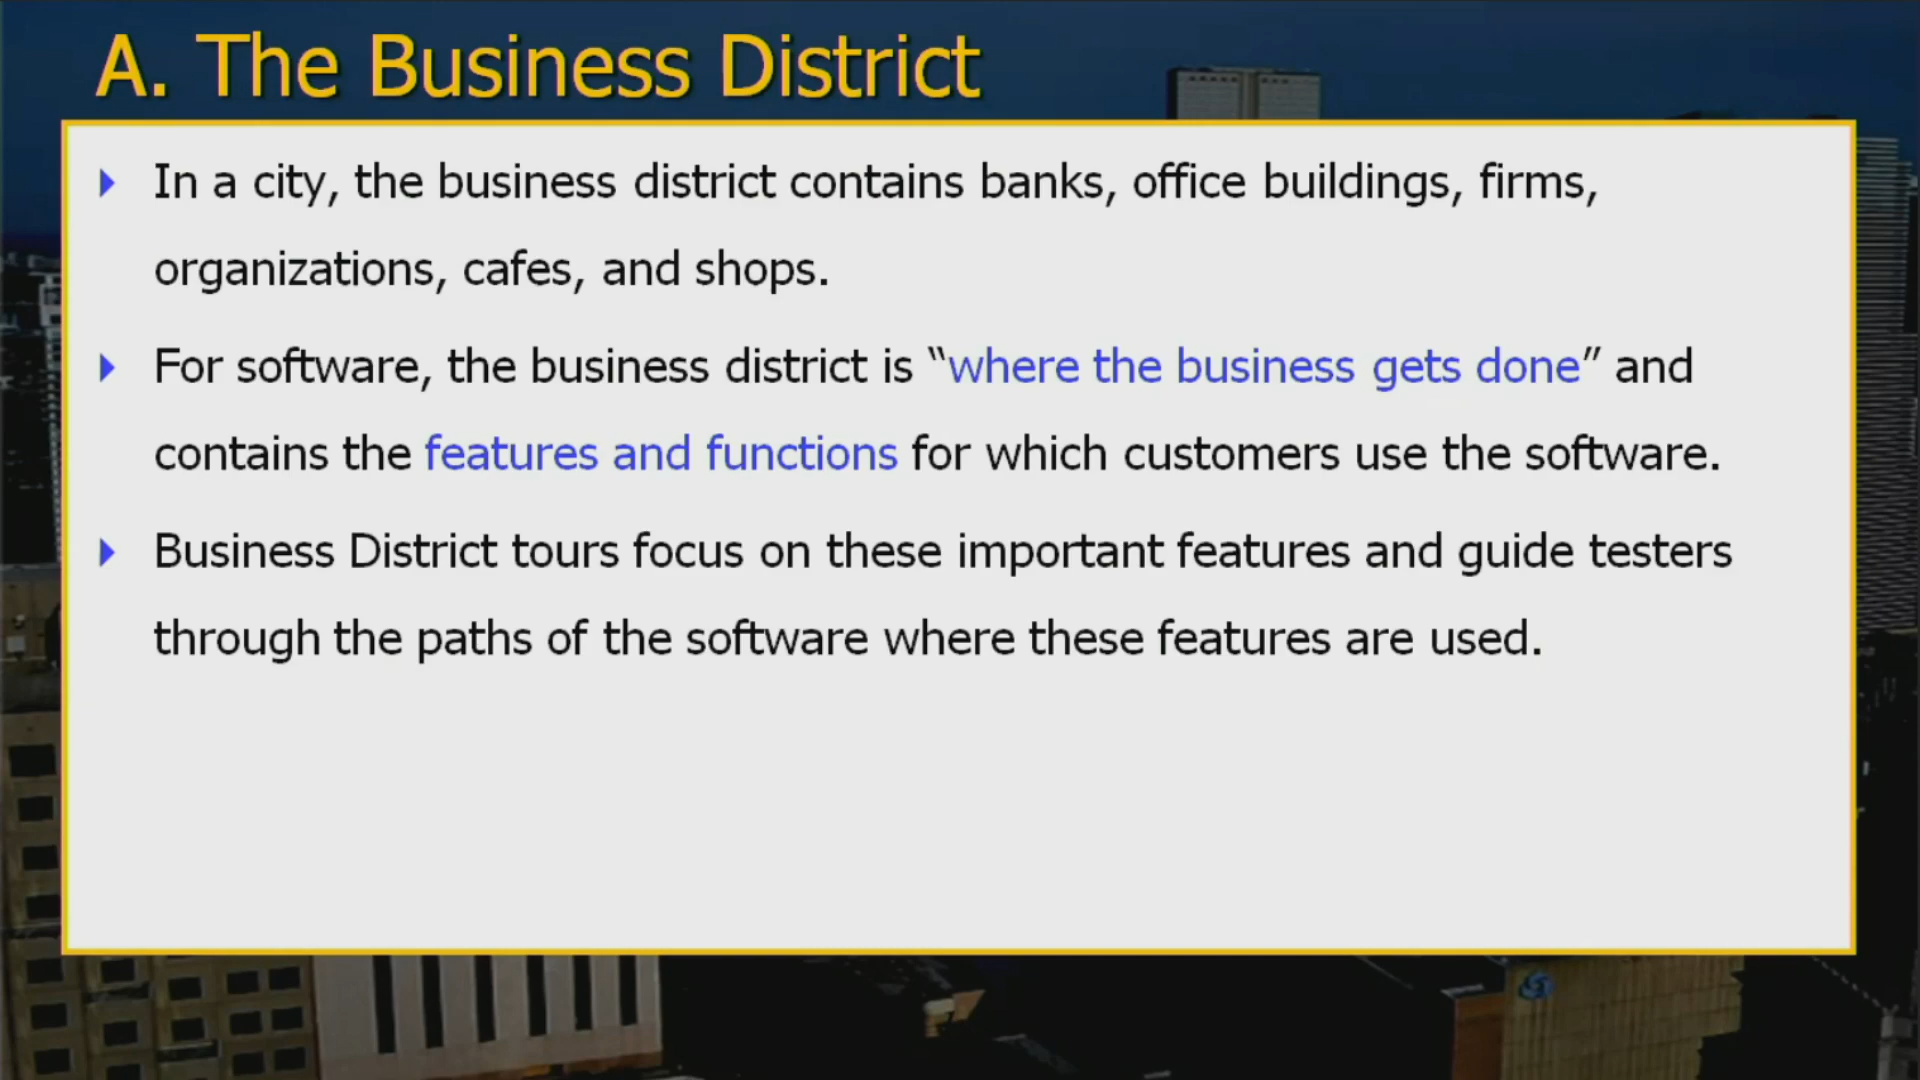 A. The Business District
In a city, the business district contains banks, office buildings, firms,
organizations, cafes, and shops.
For software, the business district is “where the business gets done” and
contains the features and functions for which customers use the software.
Business District tours focus on these important features and guide testers
through the paths of the software where these features are used.